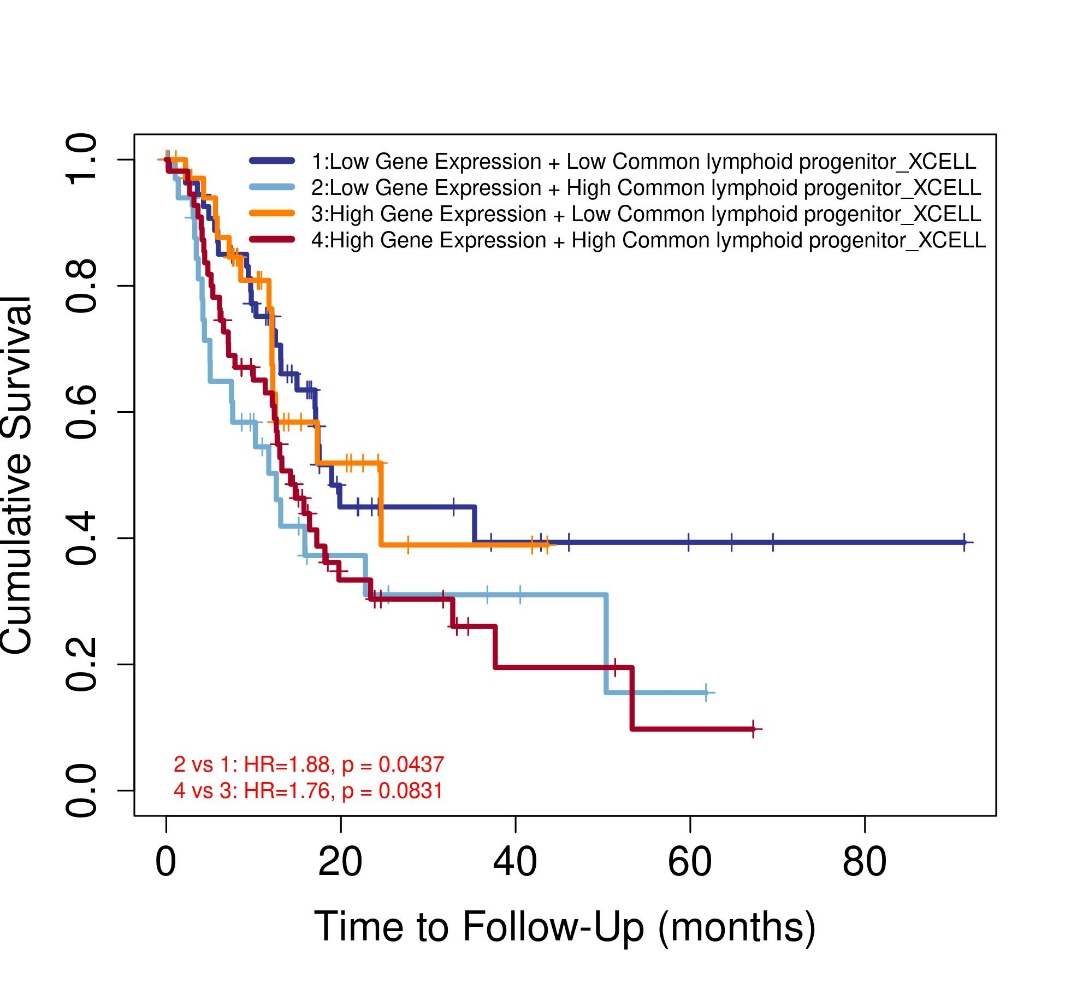 1:Low Gene Expression + Low Common lymphoid progenitor_XCELL
2:Low Gene Expression + High Common lymphoid progenitor_XCELL
3:High Gene Expression + Low Common lymphoid progenitor_XCELL
4:High Gene Expression + High Common lymphoid progenitor_XCELL
Cumulative Survival
1.0
0.8
0.6
0.4
0.2
0.0
2 vs 1: HR=1.88, p = 0.0437
4 vs 3: HR=1.76, p = 0.0831
0 20 40 60 80
Time to Follow-Up (months)